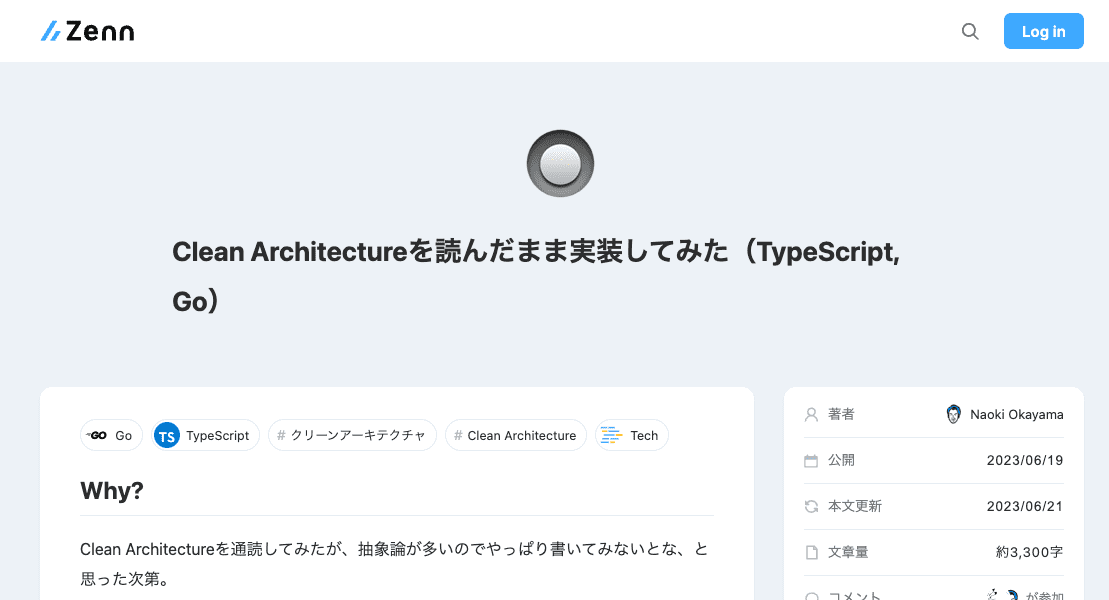 Zenn
Log in
Clean Architectureを読んだまま実装してみた（TypeScript,
Go）
GO Go
TS TypeScript
# クリーンアーキテクチャ
# Clean Architecture
Tech
Why?
Clean Architectureを通読してみたが、抽象論が多いのでやっぱり書いてみないとな、と
思った次第。
著者 Naoki Okayama
公開 2023/06/19
本文更新 2023/06/21
文章量 約3,300字
コメント が参加